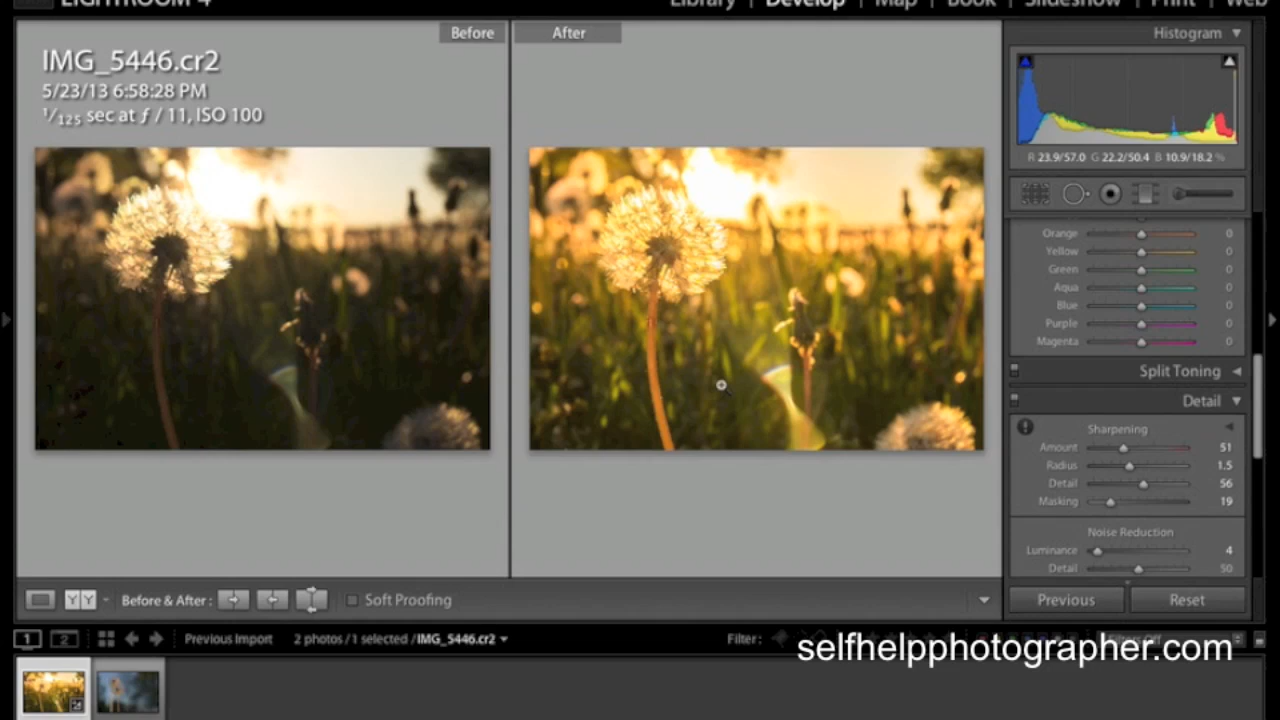 LIGHTROOM 4
Library | Develop | Map | Book | Slideshow | Print | Web
Before
After
Histogram
IMG_5446.cr2
5/23/13 6:58:28 PM
1/125 sec at ƒ / 11, ISO 100
R 23.9/57.0 G 22.2/50.4 B 10.9/18.2 %
Orange 0
Yellow 0
Green 0
Aqua 0
Blue 0
Purple 0
Magenta 0
Split Toning
Detail
Sharpening
Amount 51
Radius 1.5
Detail 56
Masking 19
Noise Reduction
Luminance 4
Detail 50
YY
Before & After :
Soft Proofing
Previous
Reset
1 2
Previous Import
2 photos / 1 selected / IMG_5446.cr2
Filter:
Filters Off
selfhelpphotographer.com